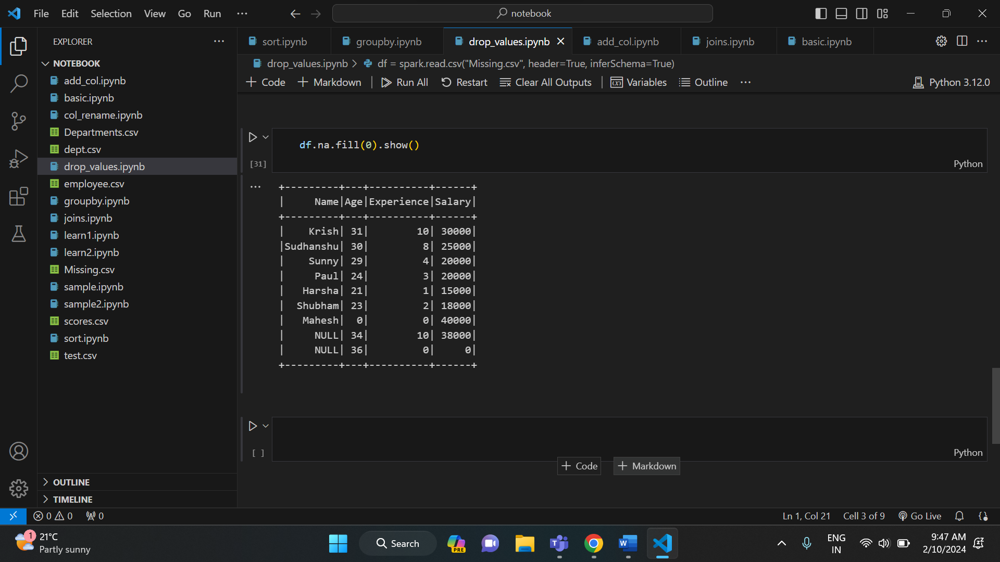 File Edit Selection View Go Run ··· notebook
EXPLORER ···
sort.ipynb groupby.ipynb drop_values.ipynb add_col.ipynb joins.ipynb basic.ipynb ···
NOTEBOOK
add_col.ipynb
basic.ipynb
col_rename.ipynb
Departments.csv
dept.csv
drop_values.ipynb
employee.csv
groupby.ipynb
joins.ipynb
learn1.ipynb
learn2.ipynb
Missing.csv
sample.ipynb
sample2.ipynb
scores.csv
sort.ipynb
test.csv
OUTLINE
TIMELINE
drop_values.ipynb > df = spark.read.csv("Missing.csv", header=True, inferSchema=True)
+ Code + Markdown | Run All Restart Clear All Outputs | Variables Outline ··· Python 3.12.0
df.na.fill(0).show()
[31] Python
+---------+---+----------+------+
|     Name|Age|Experience|Salary|
+---------+---+----------+------+
|    Krish| 31|        10| 30000|
|Sudhanshu| 30|         8| 25000|
|    Sunny| 29|         4| 20000|
|     Paul| 24|         3| 20000|
|   Harsha| 21|         1| 15000|
|  Shubham| 23|         2| 18000|
|   Mahesh|  0|         0| 40000|
|     NULL| 34|        10| 38000|
|     NULL| 36|         0|     0|
+---------+---+----------+------+
[ ] Python
+ Code + Markdown
0 0 0 Ln 1, Col 21 Cell 3 of 9 Go Live
1 21°C
Partly sunny
Search
PRE
ENG
IN
9:47 AM
2/10/2024